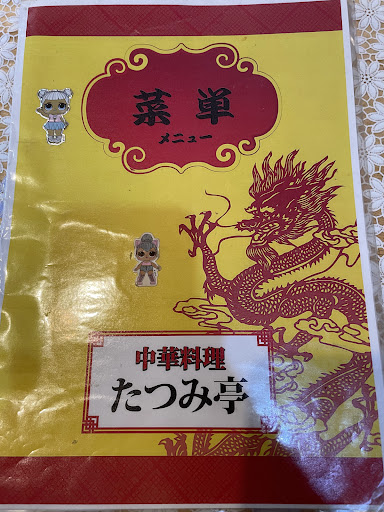 菜単
メニュー
中華料理
たつみ亭